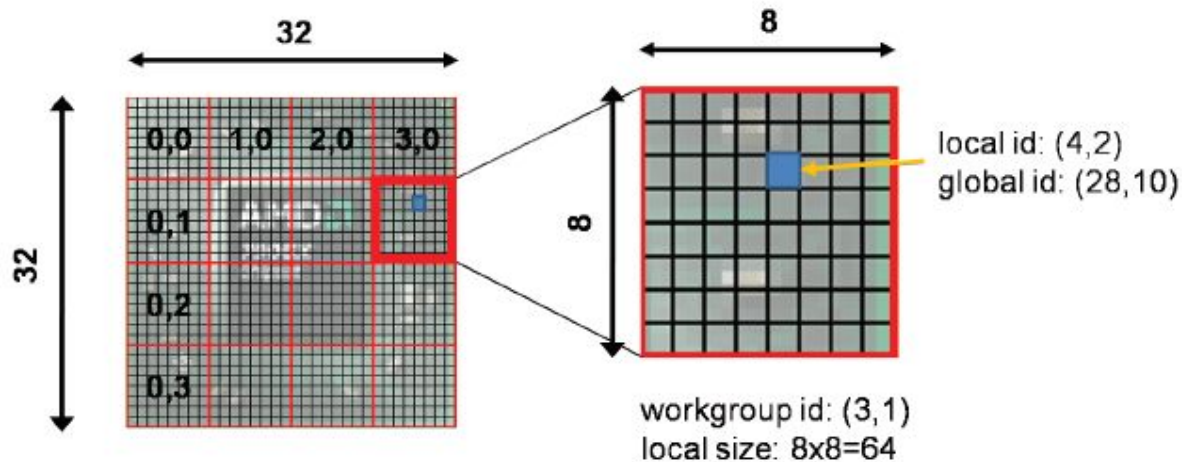 32
8
32
0,0 1,0 2,0 3,0
0,1
0,2
0,3
AMD
8
local id: (4,2)
global id: (28,10)
workgroup id: (3,1)
local size: 8x8=64